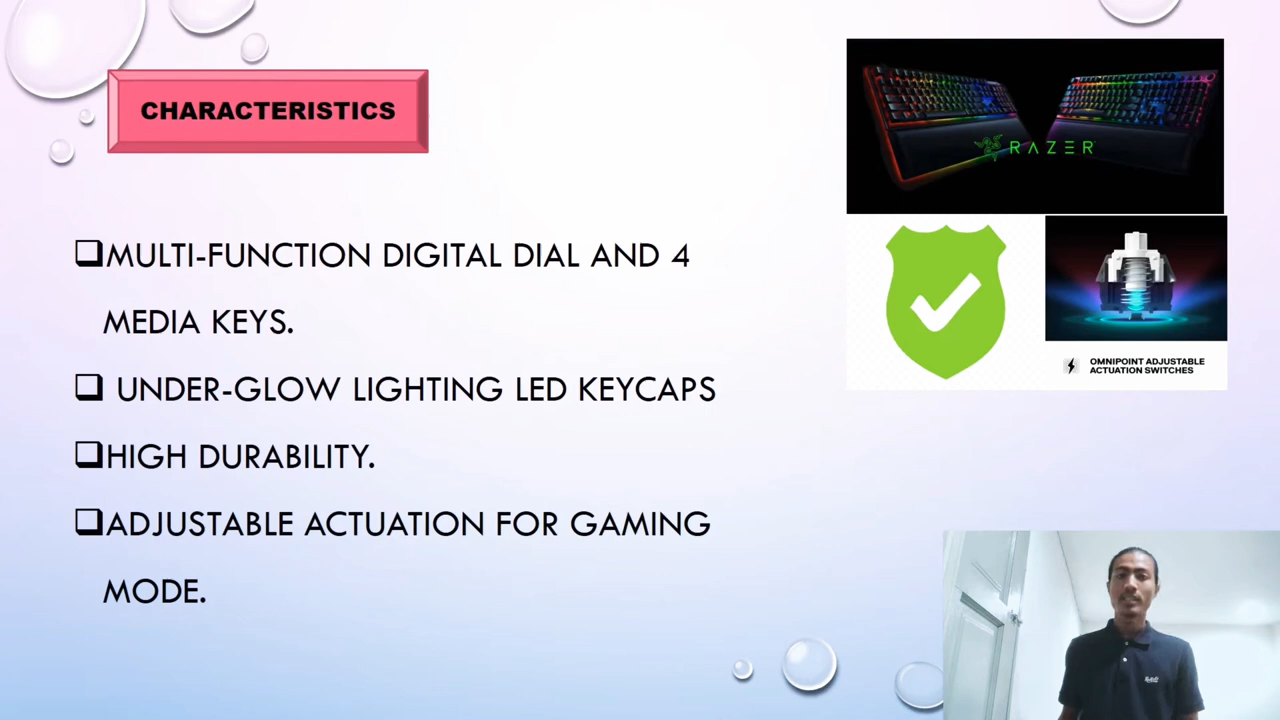 CHARACTERISTICS
MULTI-FUNCTION DIGITAL DIAL AND 4
MEDIA KEYS.
UNDER-GLOW LIGHTING LED KEYCAPS
HIGH DURABILITY.
ADJUSTABLE ACTUATION FOR GAMING
MODE.
RAZER
OMNIPOINT ADJUSTABLE
ACTUATION SWITCHES